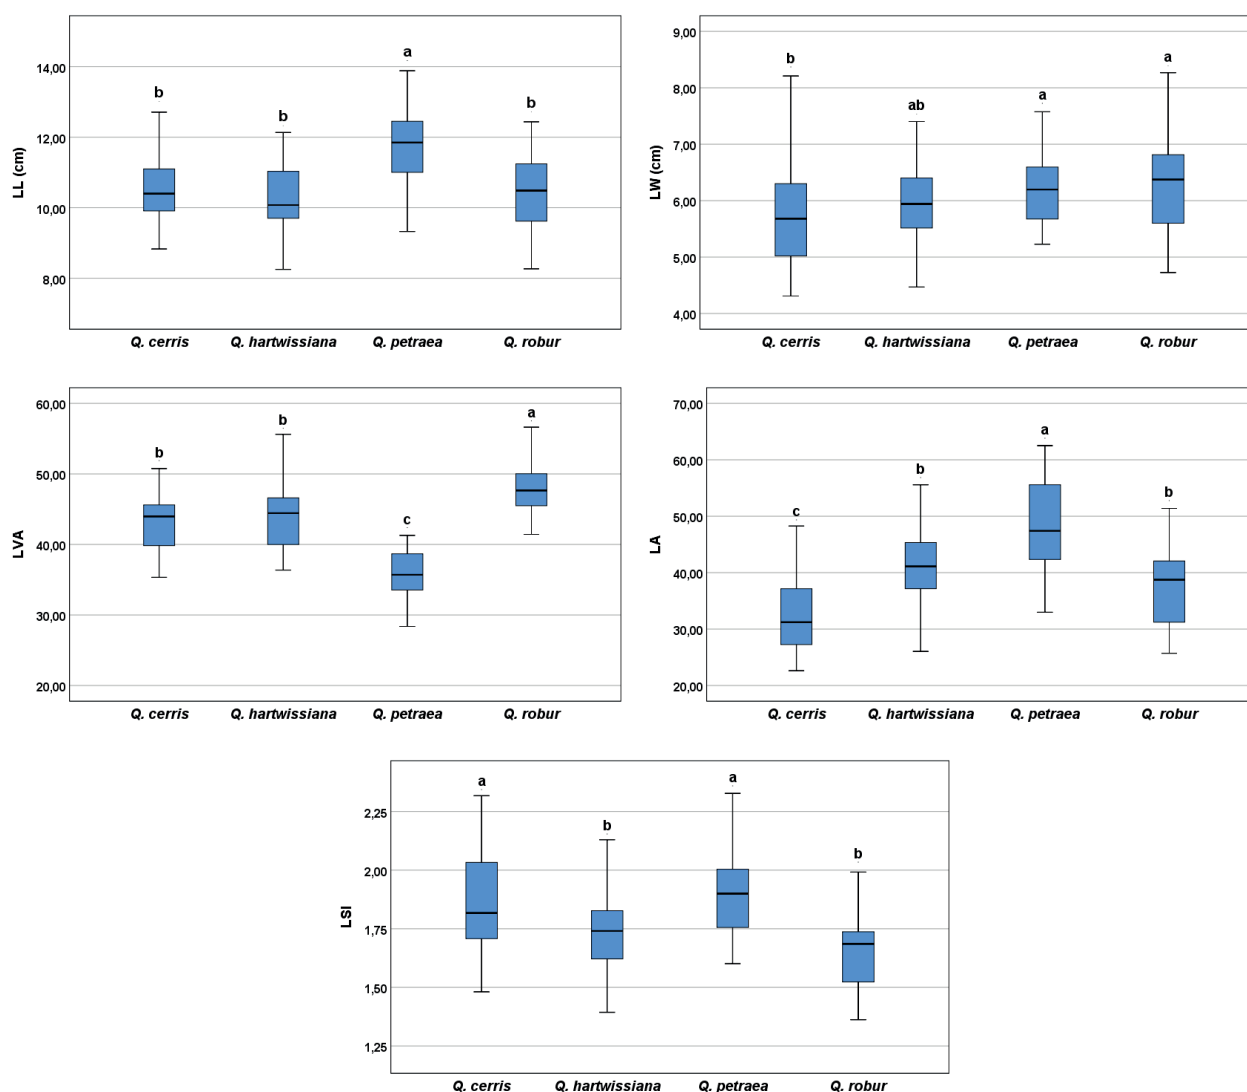 LL (cm)
14,00
12,00
10,00
8,00
b
b
a
b
Q. cerris
Q. hartwissiana
Q. petraea
Q. robur
LW (cm)
9,00
8,00
7,00
6,00
5,00
4,00
b
ab
a
a
Q. cerris
Q. hartwissiana
Q. petraea
Q. robur
LVA
60,00
50,00
40,00
30,00
20,00
b
b
c
a
Q. cerris
Q. hartwissiana
Q. petraea
Q. robur
LA
70,00
60,00
50,00
40,00
30,00
20,00
c
b
a
b
Q. cerris
Q. hartwissiana
Q. petraea
Q. robur
LSI
2,25
2,00
1,75
1,50
1,25
a
b
a
b
Q. cerris
Q. hartwissiana
Q. petraea
Q. robur